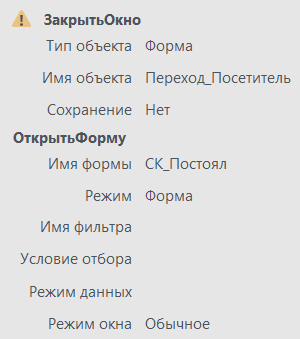 ЗакрытьОкно
Тип объекта Форма
Имя объекта Переход_Посетитель
Сохранение Нет
ОткрытьФорму
Имя формы СК_Постоял
Режим Форма
Имя фильтра
Условие отбора
Режим данных
Режим окна Обычное